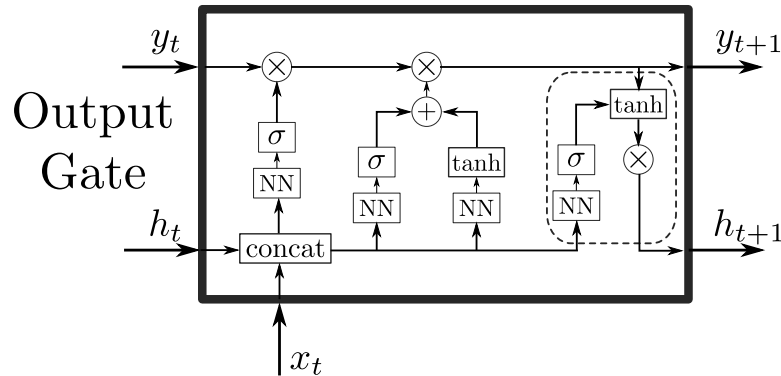 y_t
y_{t+1}
× ×
tanh
+
Output
Gate
σ σ tanh σ ×
NN NN NN NN
h_t
concat
h_{t+1}
x_t